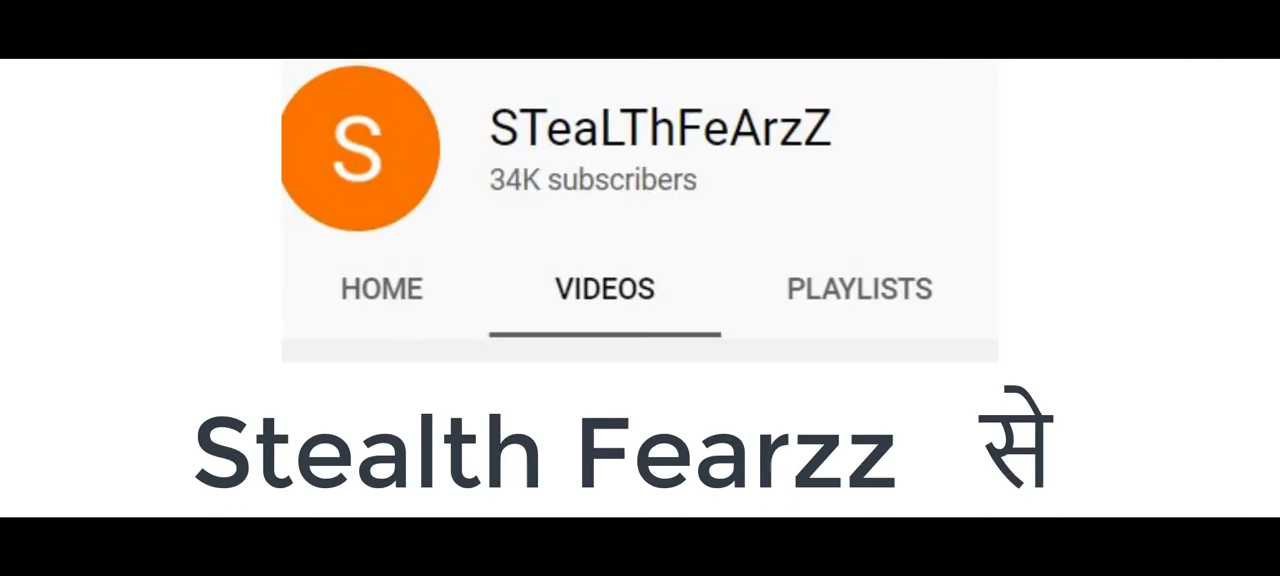 S
STeaLThFeArzZ
34K subscribers
HOME VIDEOS PLAYLISTS
Stealth Fearzz से